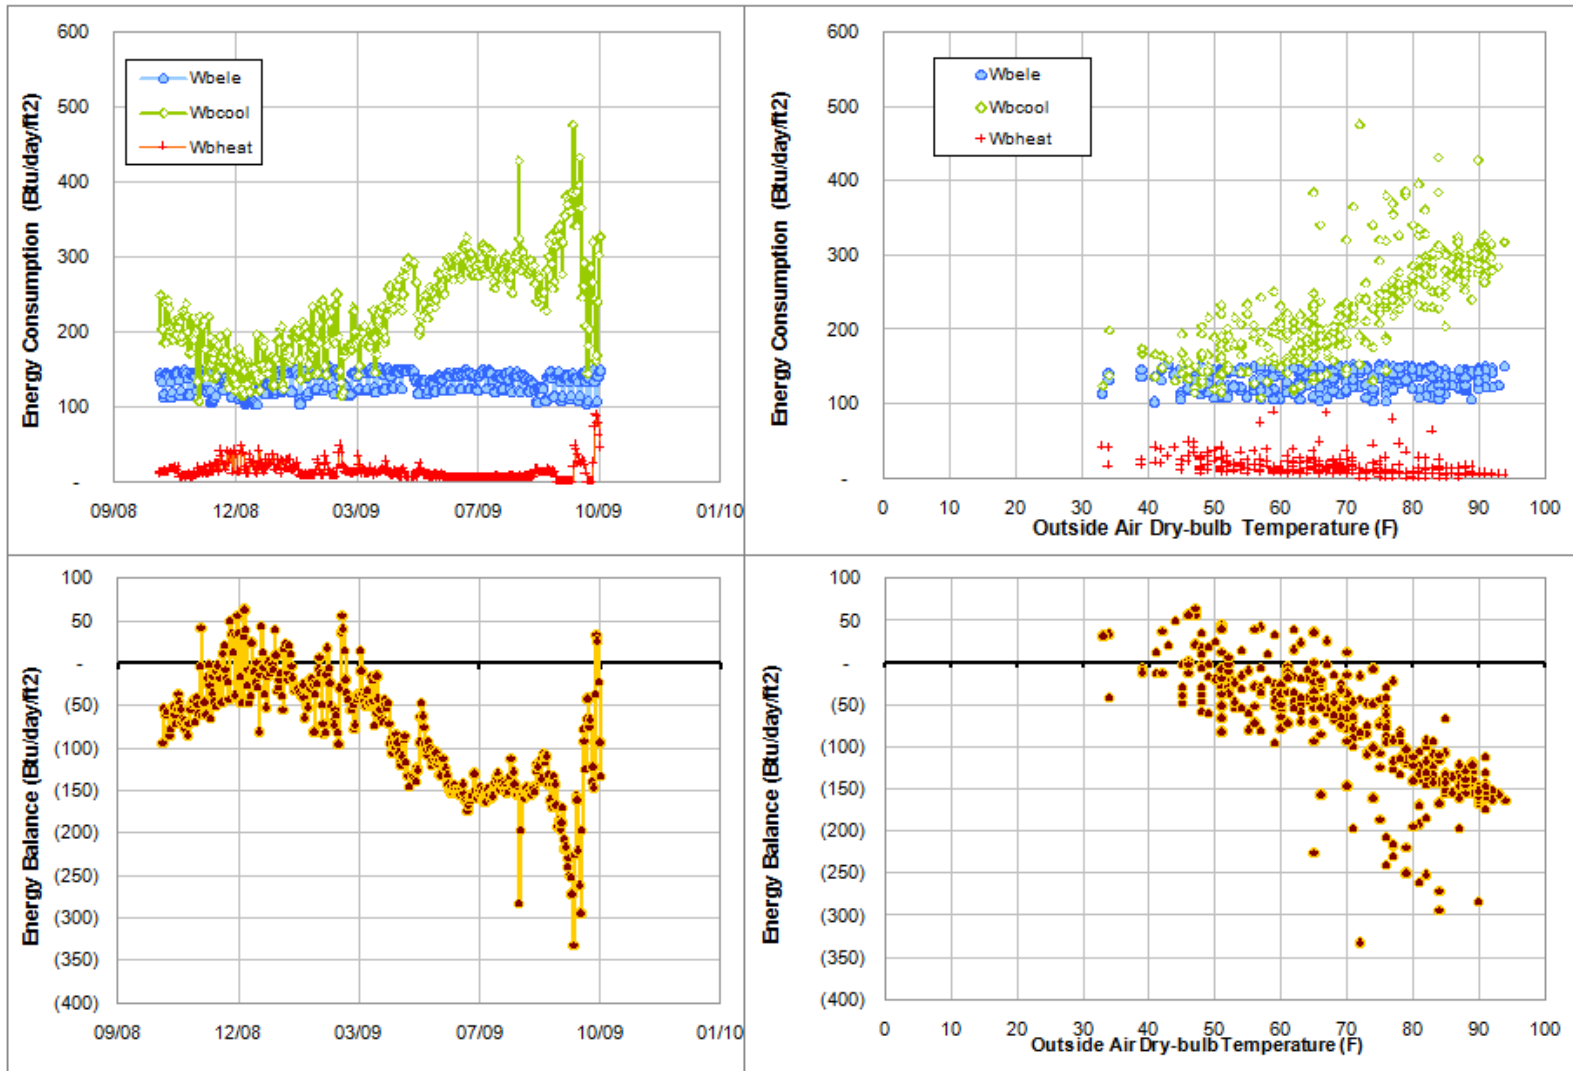 Energy Consumption (Btu/day/ft2)
600
500
400
300
200
100
-
Wbele
Wbcool
Wbheat
09/08 12/08 03/09 07/09 10/09 01/10
Energy Consumption (Btu/day/ft2)
600
500
400
300
200
100
-
Wbele
Wbcool
Wbheat
0 10 20 30 40 50 60 70 80 90 100
Outside Air Dry-bulb Temperature (F)
Energy Balance (Btu/day/ft2)
100
50
-
(50)
(100)
(150)
(200)
(250)
(300)
(350)
(400)
09/08 12/08 03/09 07/09 10/09 01/10
Energy Balance (Btu/day/ft2)
100
50
-
(50)
(100)
(150)
(200)
(250)
(300)
(350)
(400)
0 10 20 30 40 50 60 70 80 90 100
Outside Air Dry-bulb Temperature (F)